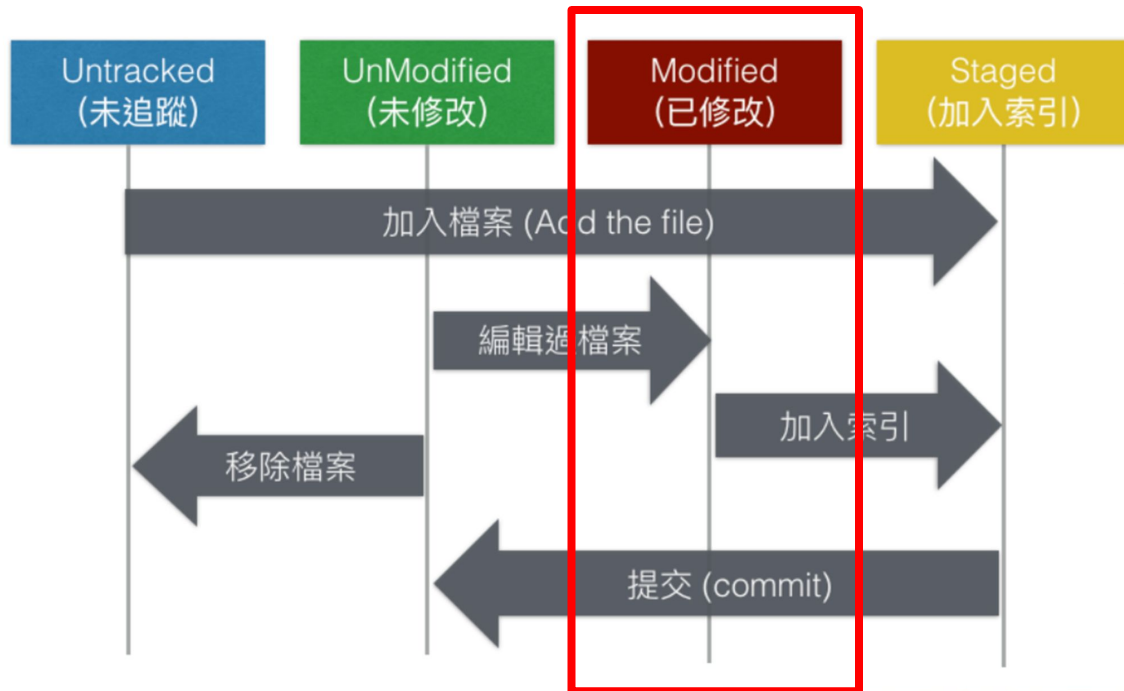 Untracked
(未追蹤)
UnModified
(未修改)
Modified
(已修改)
Staged
(加入索引)
加入檔案 (Add the file)
編輯過檔案
加入索引
移除檔案
提交 (commit)